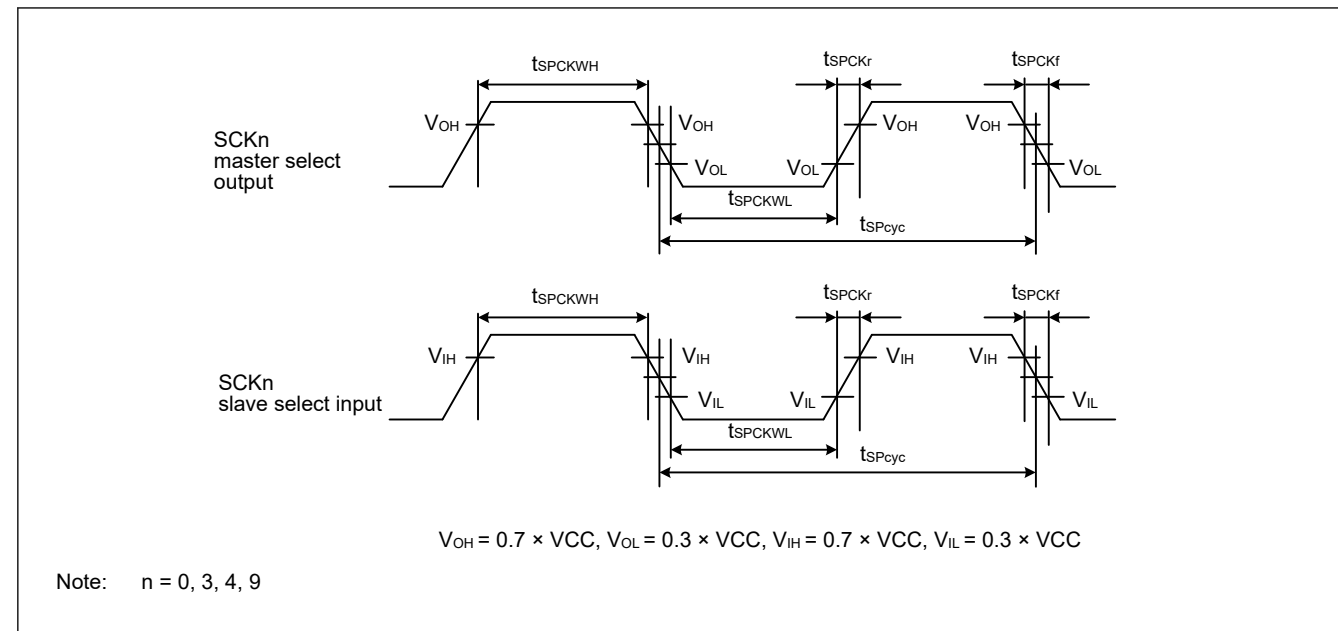 tSPCKWH
tSPCKr
tSPCKf
SCKn
master select
output
VOH
VOH
VOL
VOL
VOH
VOH
VOL
tSPCKWL
tSPcyc
tSPCKWH
tSPCKr
tSPCKf
SCKn
slave select input
VIH
VIH
VIL
VIL
VIH
VIH
VIL
tSPCKWL
tSPcyc
VOH = 0.7 × VCC, VOL = 0.3 × VCC, VIH = 0.7 × VCC, VIL = 0.3 × VCC
Note: n = 0, 3, 4, 9